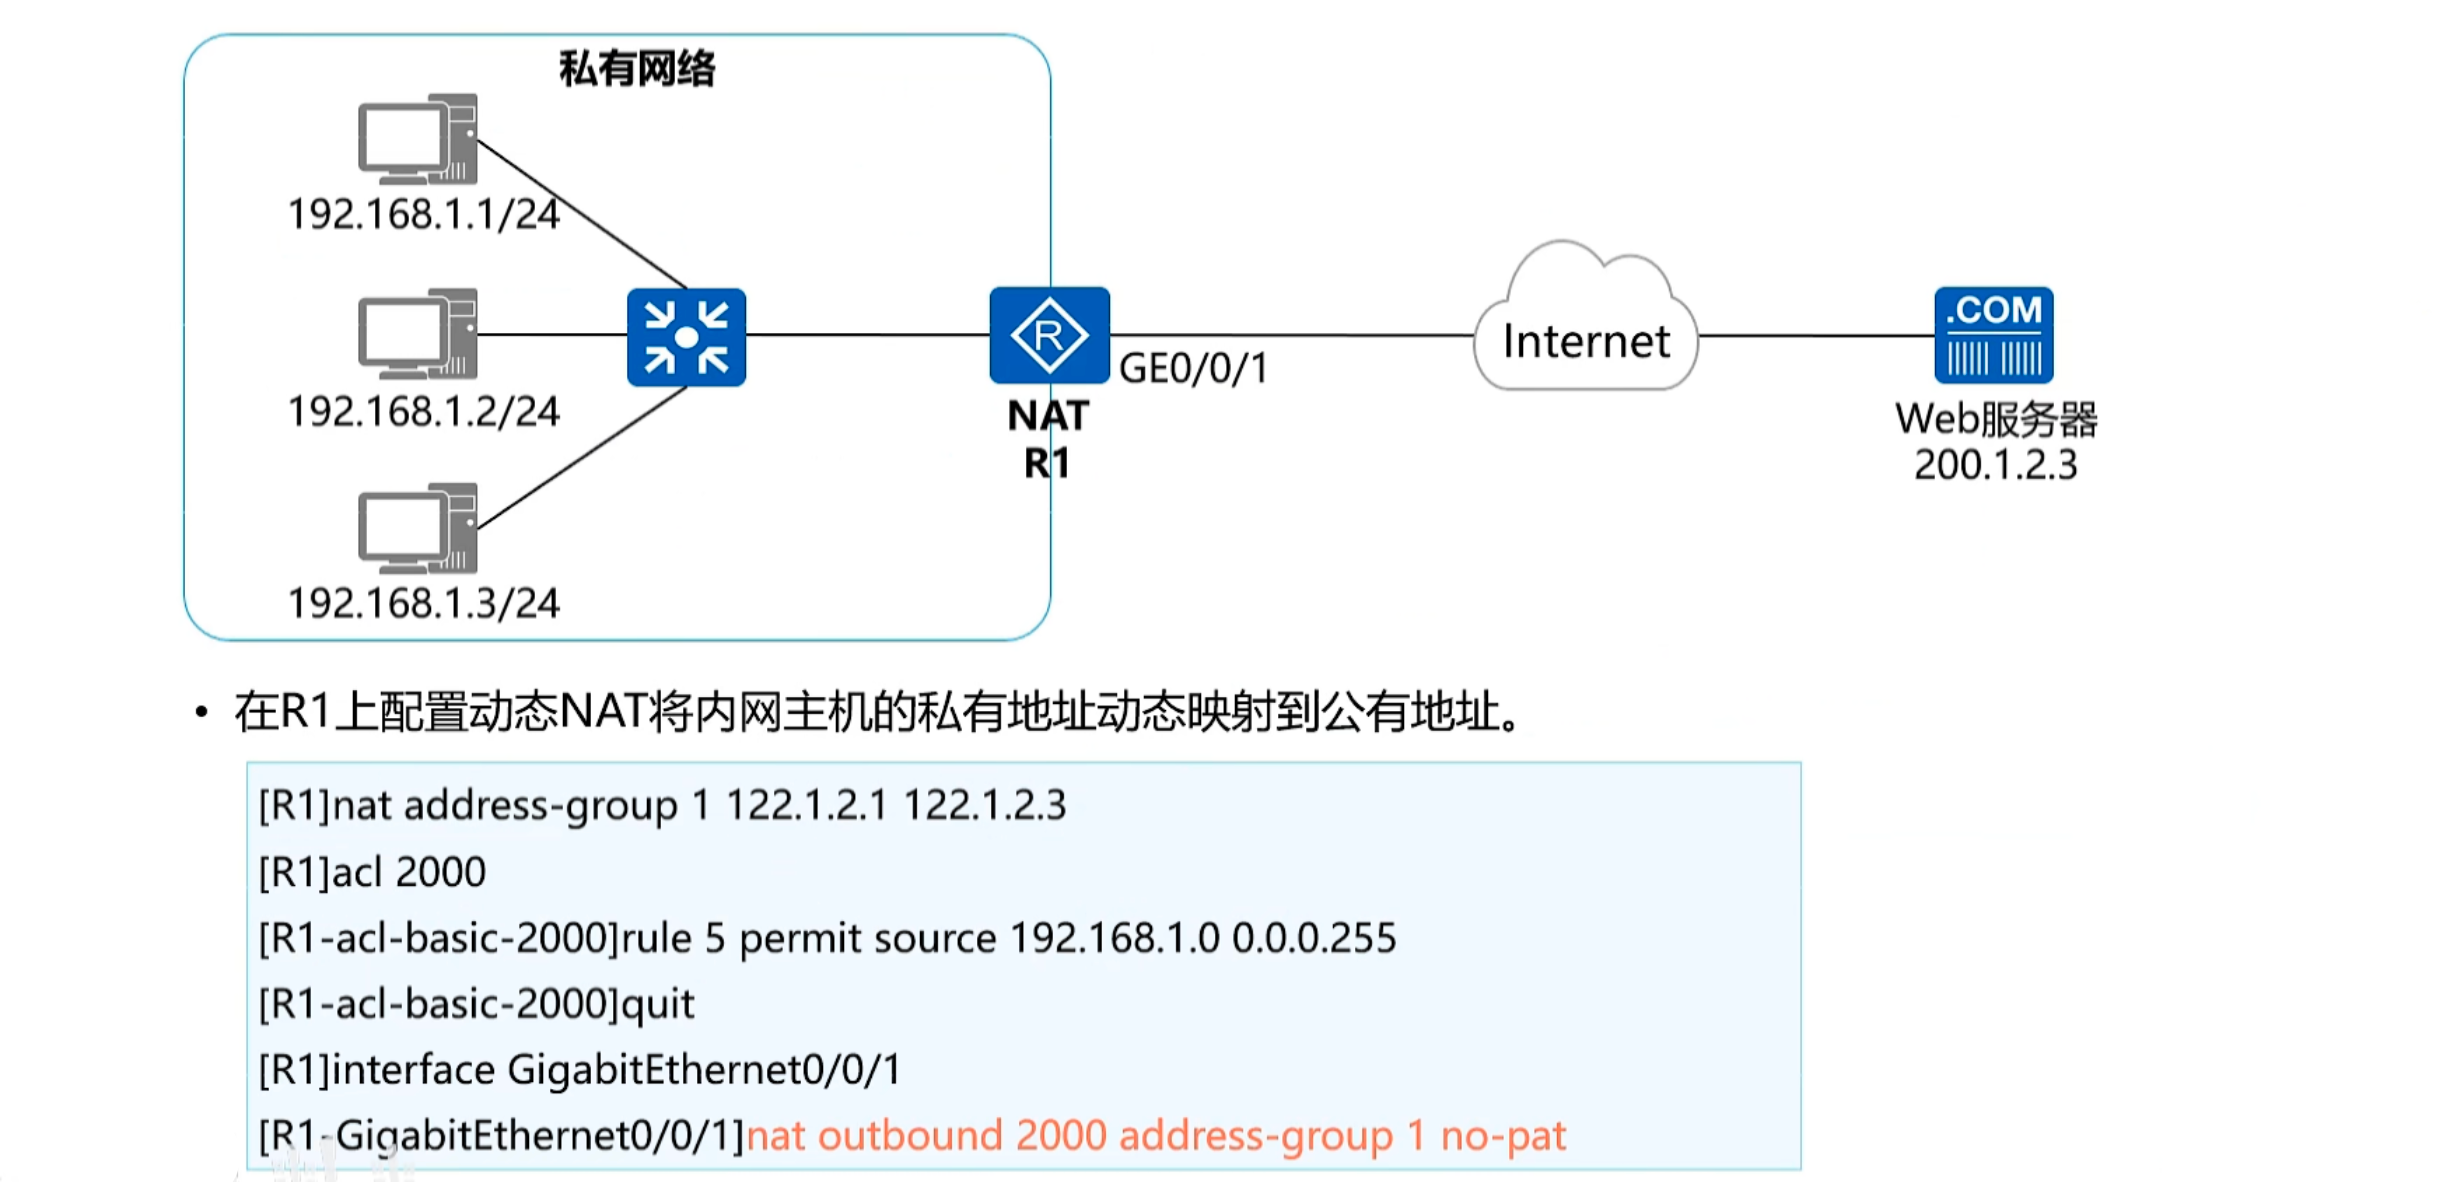 私有网络
192.168.1.1/24
192.168.1.2/24
192.168.1.3/24
R
GE0/0/1
NAT
R1
Internet
.COM
Web服务器
200.1.2.3
• 在R1上配置动态NAT将内网主机的私有地址动态映射到公有地址。
[R1]nat address-group 1 122.1.2.1 122.1.2.3
[R1]acl 2000
[R1-acl-basic-2000]rule 5 permit source 192.168.1.0 0.0.0.255
[R1-acl-basic-2000]quit
[R1]interface GigabitEthernet0/0/1
[R1-GigabitEthernet0/0/1]nat outbound 2000 address-group 1 no-pat